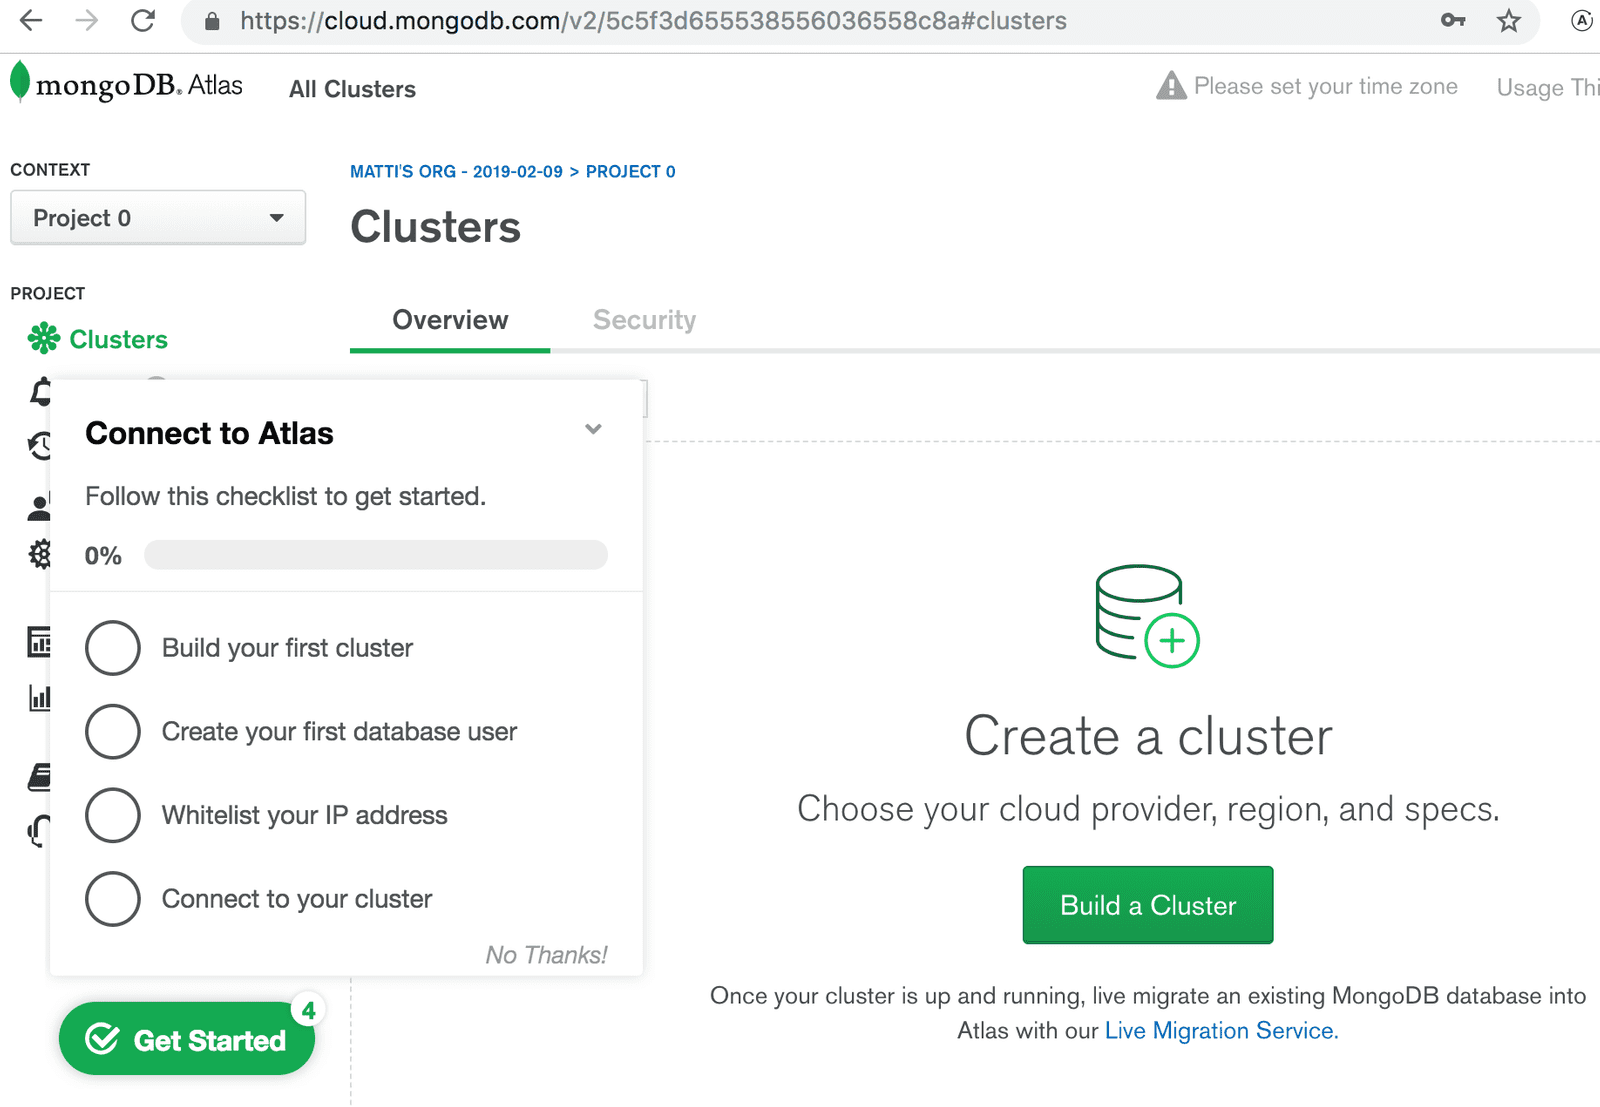 https://cloud.mongodb.com/v2/5c5f3d655538556036558c8a#clusters
mongoDB. Atlas
All Clusters
Please set your time zone
Usage Thi
CONTEXT
Project 0
MATTI'S ORG - 2019-02-09 > PROJECT 0
Clusters
PROJECT
Clusters
Overview
Security
Connect to Atlas
Follow this checklist to get started.
0%
Build your first cluster
Create your first database user
Whitelist your IP address
Connect to your cluster
No Thanks!
Get Started
4
Create a cluster
Choose your cloud provider, region, and specs.
Build a Cluster
Once your cluster is up and running, live migrate an existing MongoDB database into
Atlas with our Live Migration Service.